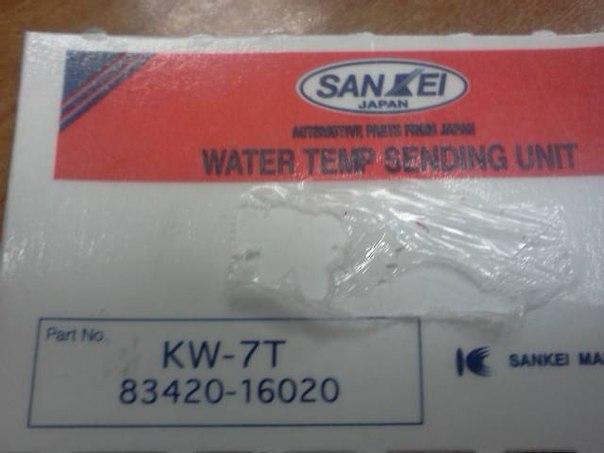 SANKEI
JAPAN
AUTOMOTIVE PARTS FROM JAPAN
WATER TEMP SENDING UNIT
Part No.
KW-7T
83420-16020
SANKEI MA